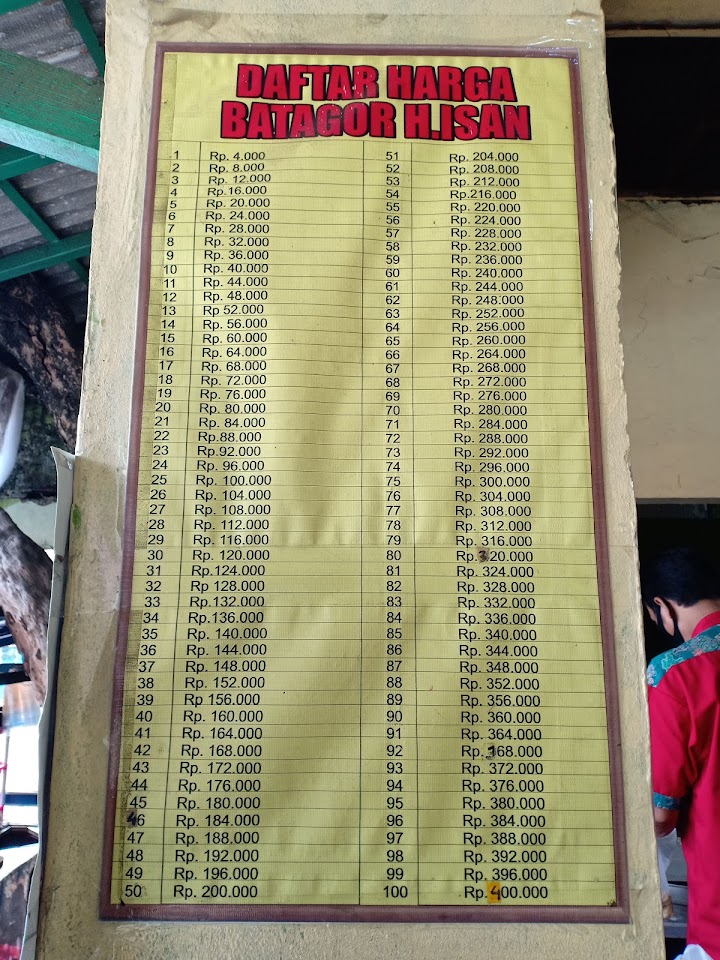 DAFTAR HARGA
BATAGOR H.ISAN
1 Rp. 4.000 51 Rp. 204.000
2 Rp. 8.000 52 Rp. 208.000
3 Rp. 12.000 53 Rp. 212.000
4 Rp.16.000 54 Rp.216.000
5 Rp. 20.000 55 Rp. 220.000
6 Rp. 24.000 56 Rp. 224.000
7 Rp. 28.000 57 Rp. 228.000
8 Rp. 32.000 58 Rp. 232.000
9 Rp. 36.000 59 Rp. 236.000
10 Rp. 40.000 60 Rp. 240.000
11 Rp. 44.000 61 Rp. 244.000
12 Rp. 48.000 62 Rp. 248.000
13 Rp 52.000 63 Rp. 252.000
14 Rp. 56.000 64 Rp. 256.000
15 Rp. 60.000 65 Rp. 260.000
16 Rp. 64.000 66 Rp. 264.000
17 Rp. 68.000 67 Rp. 268.000
18 Rp. 72.000 68 Rp. 272.000
19 Rp. 76.000 69 Rp. 276.000
20 Rp. 80.000 70 Rp. 280.000
21 Rp. 84.000 71 Rp. 284.000
22 Rp.88.000 72 Rp. 288.000
23 Rp.92.000 73 Rp. 292.000
24 Rp. 96.000 74 Rp. 296.000
25 Rp. 100.000 75 Rp. 300.000
26 Rp. 104.000 76 Rp. 304.000
27 Rp. 108.000 77 Rp. 308.000
28 Rp. 112.000 78 Rp. 312.000
29 Rp. 116.000 79 Rp. 316.000
30 Rp. 120.000 80 Rp.320.000
31 Rp.124.000 81 Rp. 324.000
32 Rp 128.000 82 Rp. 328.000
33 Rp.132.000 83 Rp. 332.000
34 Rp.136.000 84 Rp. 336.000
35 Rp. 140.000 85 Rp. 340.000
36 Rp. 144.000 86 Rp. 344.000
37 Rp. 148.000 87 Rp. 348.000
38 Rp. 152.000 88 Rp. 352.000
39 Rp 156.000 89 Rp. 356.000
40 Rp. 160.000 90 Rp. 360.000
41 Rp. 164.000 91 Rp. 364.000
42 Rp. 168.000 92 Rp. 368.000
43 Rp. 172.000 93 Rp. 372.000
44 Rp. 176.000 94 Rp. 376.000
45 Rp. 180.000 95 Rp. 380.000
46 Rp. 184.000 96 Rp. 384.000
47 Rp. 188.000 97 Rp. 388.000
48 Rp. 192.000 98 Rp. 392.000
49 Rp. 196.000 99 Rp. 396.000
50 Rp. 200.000 100 Rp.400.000